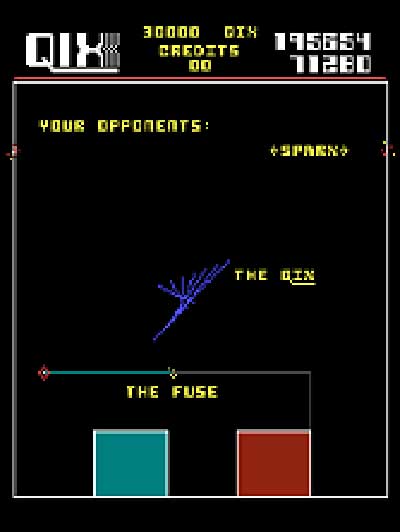 QIX
30000 QIX
CREDITS
00
195654
71280
YOUR OPPONENTS:
SPARX
THE QIX
THE FUSE